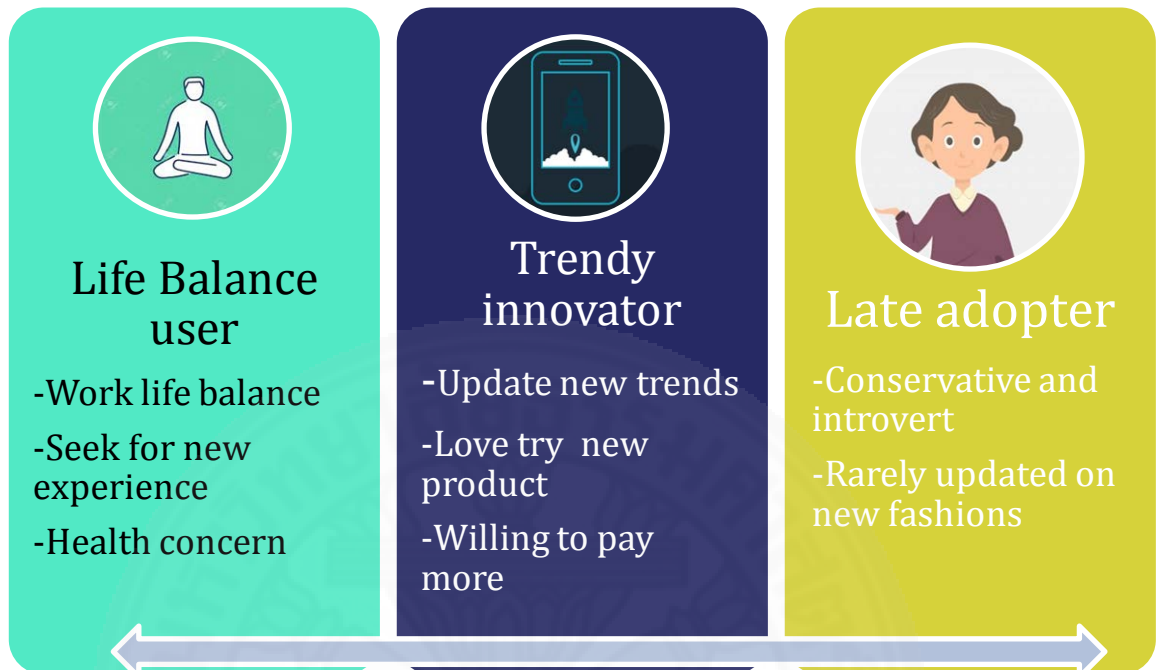 Life Balance
user
-Work life balance
-Seek for new
experience
-Health concern
Trendy
innovator
-Update new trends
-Love try  new
product
-Willing to pay
more
Late adopter
-Conservative and
introvert
-Rarely updated on
new fashions